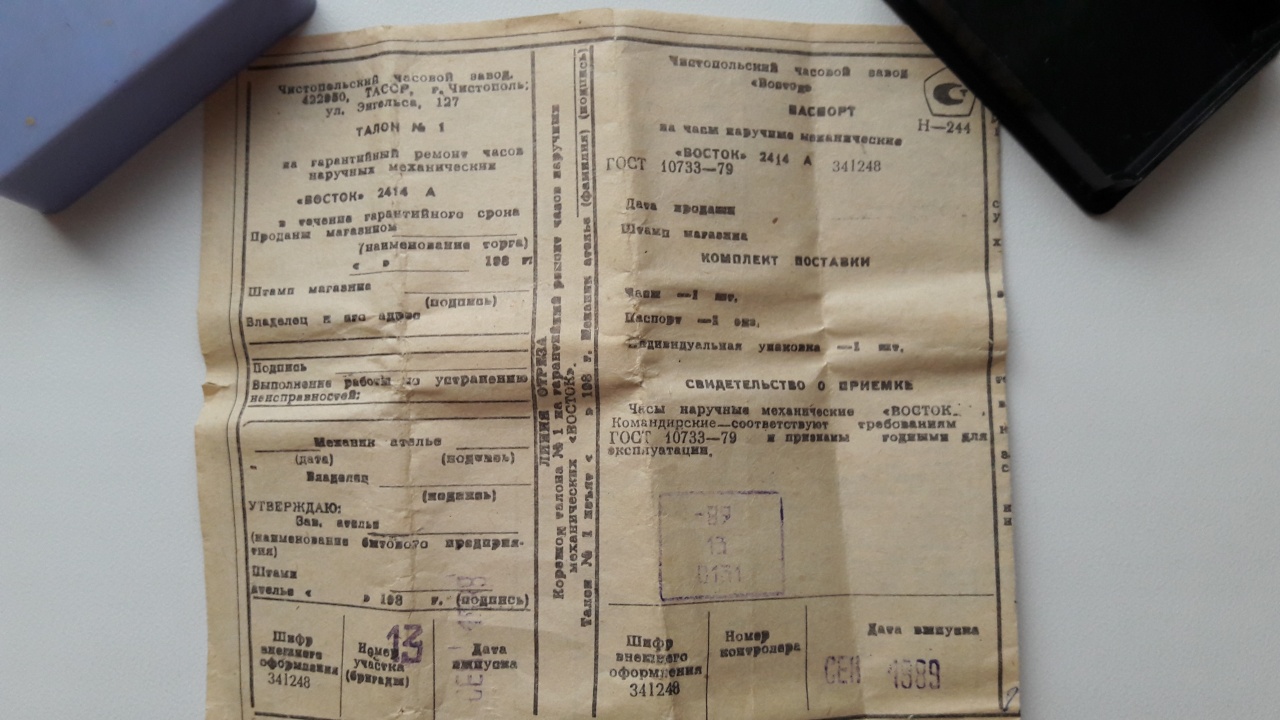 Чистопольский часовой завод,
422950, ТАССР, г. Чистополь;
ул. Энгельса, 127
ТАЛОН № 1
на гарантийный ремонт часов
наручных механических
«ВОСТОК» 2414 А
в течение гарантийного срока
Проданы магазином
(наименование торга)
« » 198 г.
Штамп магазина
(подпись)
Владелец и его адрес
Подпись
Выполнение работы по устранению
неисправностей:
Механик ателье
(дата) (подпись)
Владелец
(подпись)
УТВЕРЖДАЮ:
Зав. ателье
(наименование бытового предприя-
тия)
Штамп
ателье « » 198 г. (подпись)
Шифр
внешнего
оформления
341248
Номер
участка
(бригады)
13
Дата
выпуска
ЛИНИЯ ОТРЕЗА
Корешок талона № 1 на гарантийный ремонт часов наручных
механических «ВОСТОК».
Талон № 1 изъят « » 198 г. Механик ателье (фамилия) (подпись)
Чистопольский часовой завод
«Восток»
ПАСПОРТ
Н—244
на часы наручные механические
«ВОСТОК» 2414 А 341248
ГОСТ 10733—79
Дата продажи
Штамп магазина
КОМПЛЕКТ ПОСТАВКИ
Часы —1 шт.
Паспорт —1 экз.
Индивидуальная упаковка —1 шт.
СВИДЕТЕЛЬСТВО О ПРИЕМКЕ
Часы наручные механические «ВОСТОК
Командирские—соответствуют требованиям
ГОСТ 10733—79 и признаны годными для
эксплуатации.
-89
13
0131
Шифр
внешнего
оформления
341248
Номер
контролера
Дата выпуска
СЕН 1989